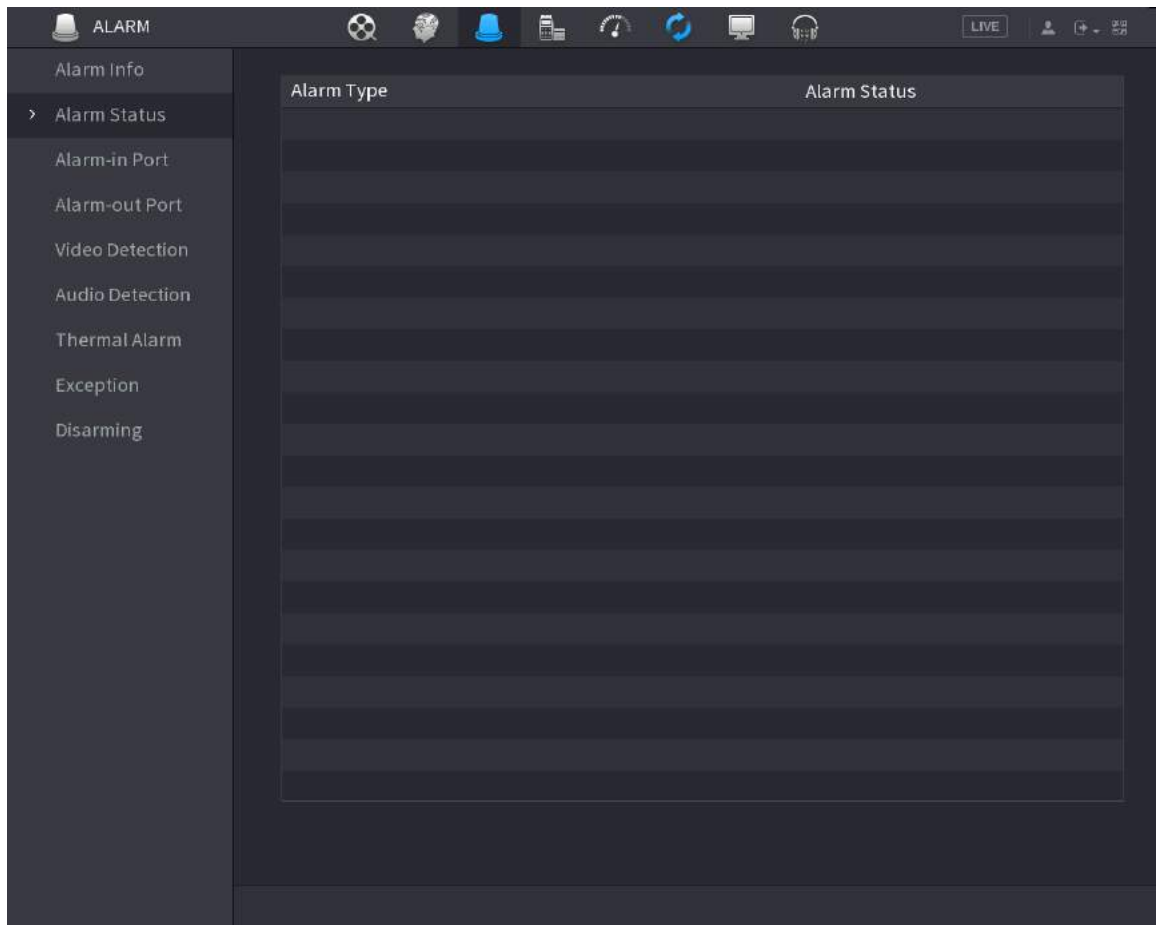 ALARM
LIVE
Alarm Info
Alarm Status
Alarm-in Port
Alarm-out Port
Video Detection
Audio Detection
Thermal Alarm
Exception
Disarming
Alarm Type
Alarm Status